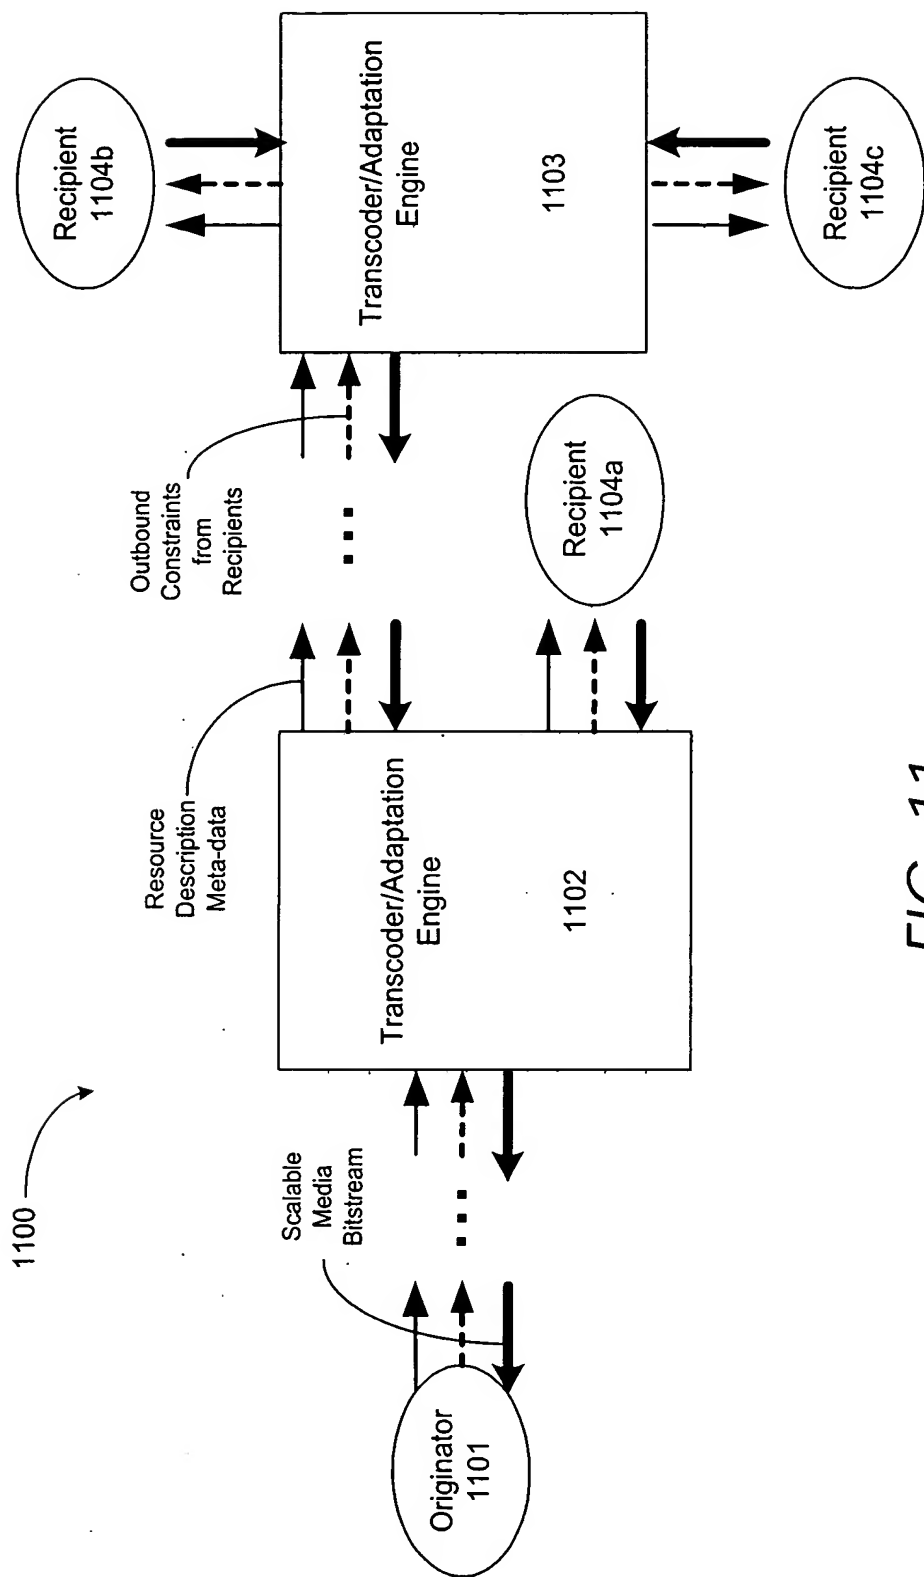 1100
Originator
1101
Scalable
Media
Bitstream
Transcoder/Adaptation
Engine
1102
Resource
Description
Meta-data
Outbound
Constraints
from
Recipients
Recipient
1104a
Transcoder/Adaptation
Engine
1103
Recipient
1104b
Recipient
1104c
FIG. 11